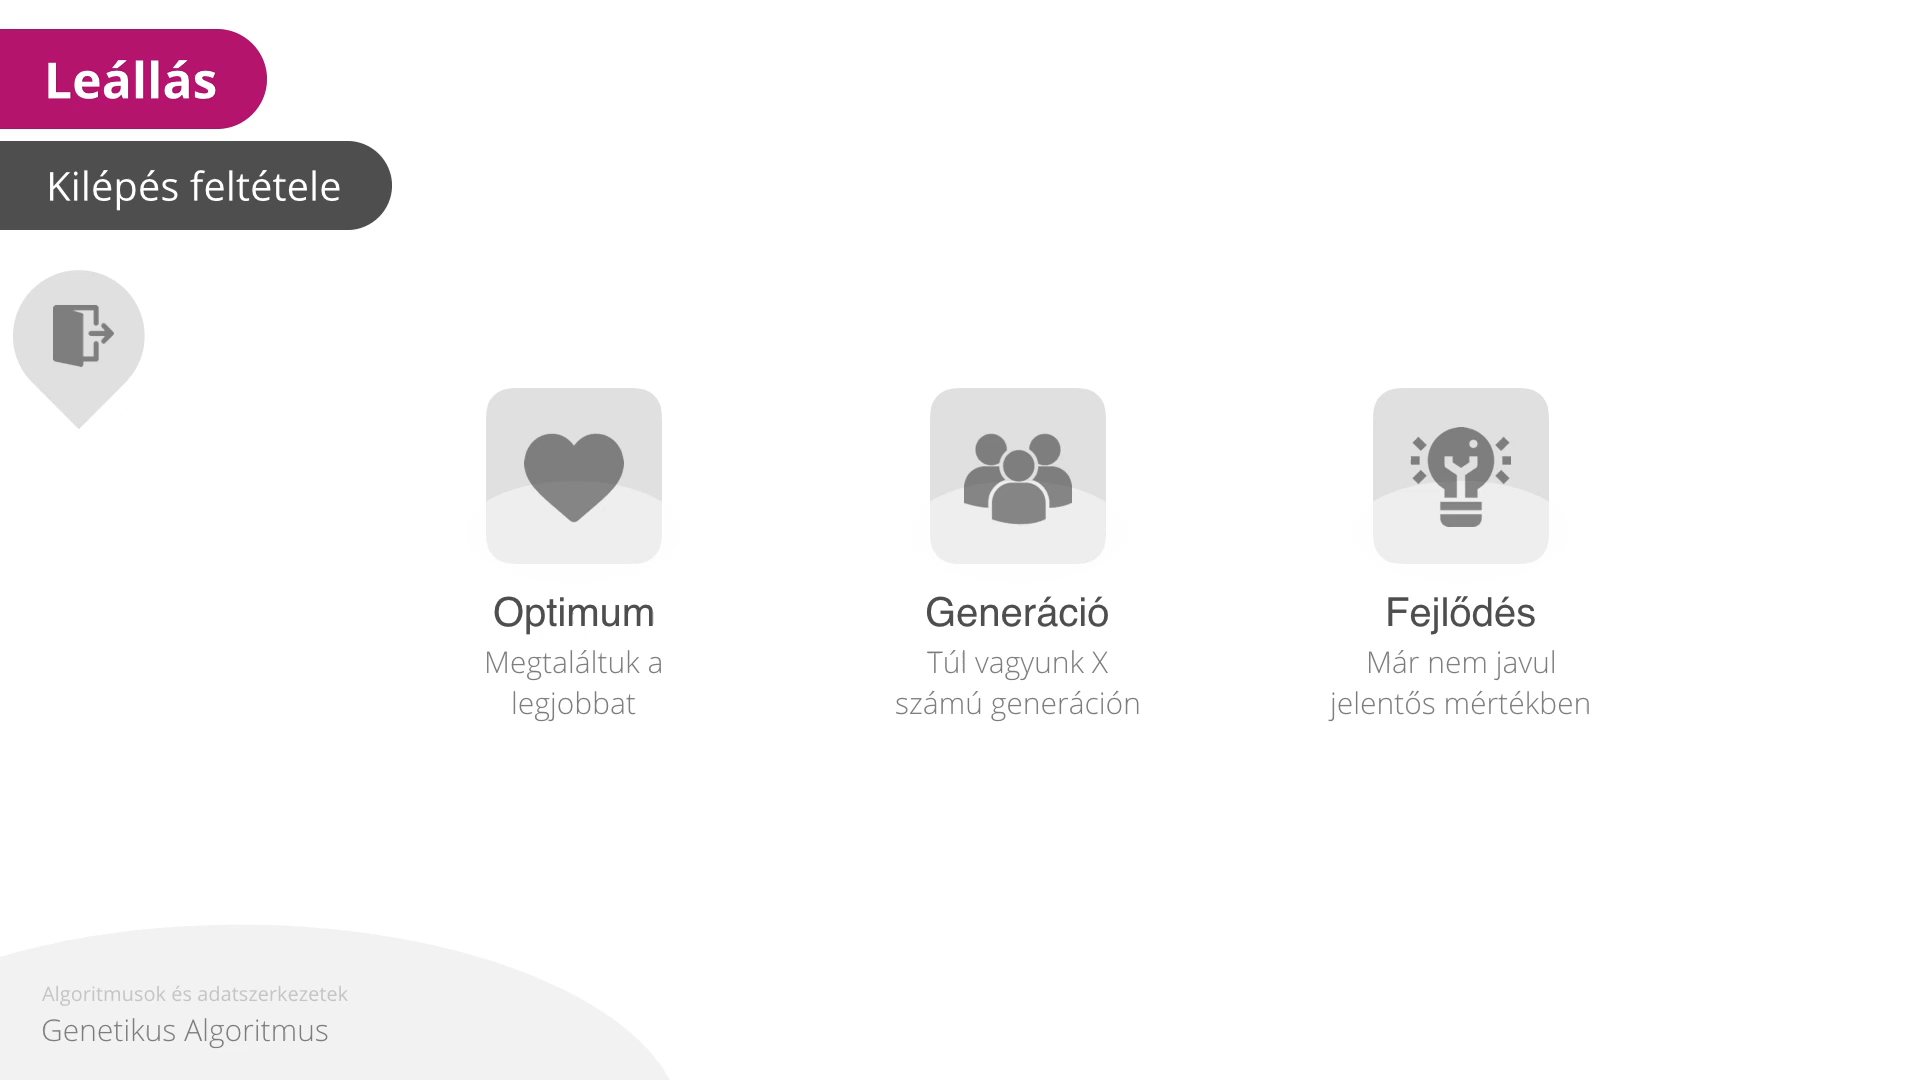 Leállás
Kilépés feltétele
Optimum
Megtaláltuk a
legjobbat
Generáció
Túl vagyunk X
számú generáción
Fejlődés
Már nem javul
jelentős mértékben
Algoritmusok és adatszerkezetek
Genetikus Algoritmus